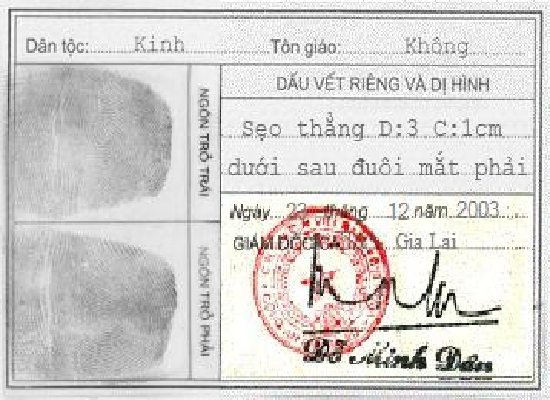 Dân tộc: Kinh Tôn giáo: Không
NGÓN TRỎ TRÁI
DẤU VẾT RIÊNG VÀ DỊ HÌNH
Sẹo thẳng D:3 C:1cm
dưới sau đuôi mắt phải
NGÓN TRỎ PHẢI
Ngày 23 tháng 12 năm 2003
GIÁM ĐỐC CA Gia Lai
Đỗ Minh Dân